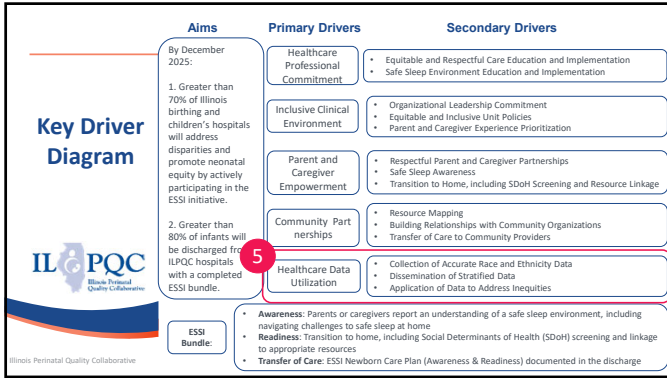 Key Driver
Diagram
IL PQC
Illinois Perinatal
Quality Collaborative
Illinois Perinatal Quality Collaborative
Aims
By December
2025:
1. Greater than
70% of Illinois
birthing and
children's hospitals
will address
disparities and
promote neonatal
equity by actively
participating in the
ESSI initiative.
2. Greater than
80% of infants will
be discharged fro
ILPQC hospitals
with a completed
ESSI bundle.
Primary Drivers
Secondary Drivers
Healthcare
Professional
Commitment
• Equitable and Respectful Care Education and Implementation
• Safe Sleep Environment Education and Implementation
Inclusive Clinical
Environment
• Organizational Leadership Commitment
• Equitable and Inclusive Unit Policies
• Parent and Caregiver Experience Prioritization
Parent and
Caregiver
Empowerment
• Respectful Parent and Caregiver Partnerships
• Safe Sleep Awareness
• Transition to Home, including SDoH Screening and Resource Linkage
Community Part
nerships
• Resource Mapping
• Building Relationships with Community Organizations
• Transfer of Care to Community Providers
5
Healthcare Data
Utilization
• Collection of Accurate Race and Ethnicity Data
• Dissemination of Stratified Data
• Application of Data to Address Inequities
ESSI
Bundle:
• Awareness: Parents or caregivers report an understanding of a safe sleep environment, including
navigating challenges to safe sleep at home
• Readiness: Transition to home, including Social Determinants of Health (SDoH) screening and linkage
to appropriate resources
• Transfer of Care: ESSI Newborn Care Plan (Awareness & Readiness) documented in the discharge